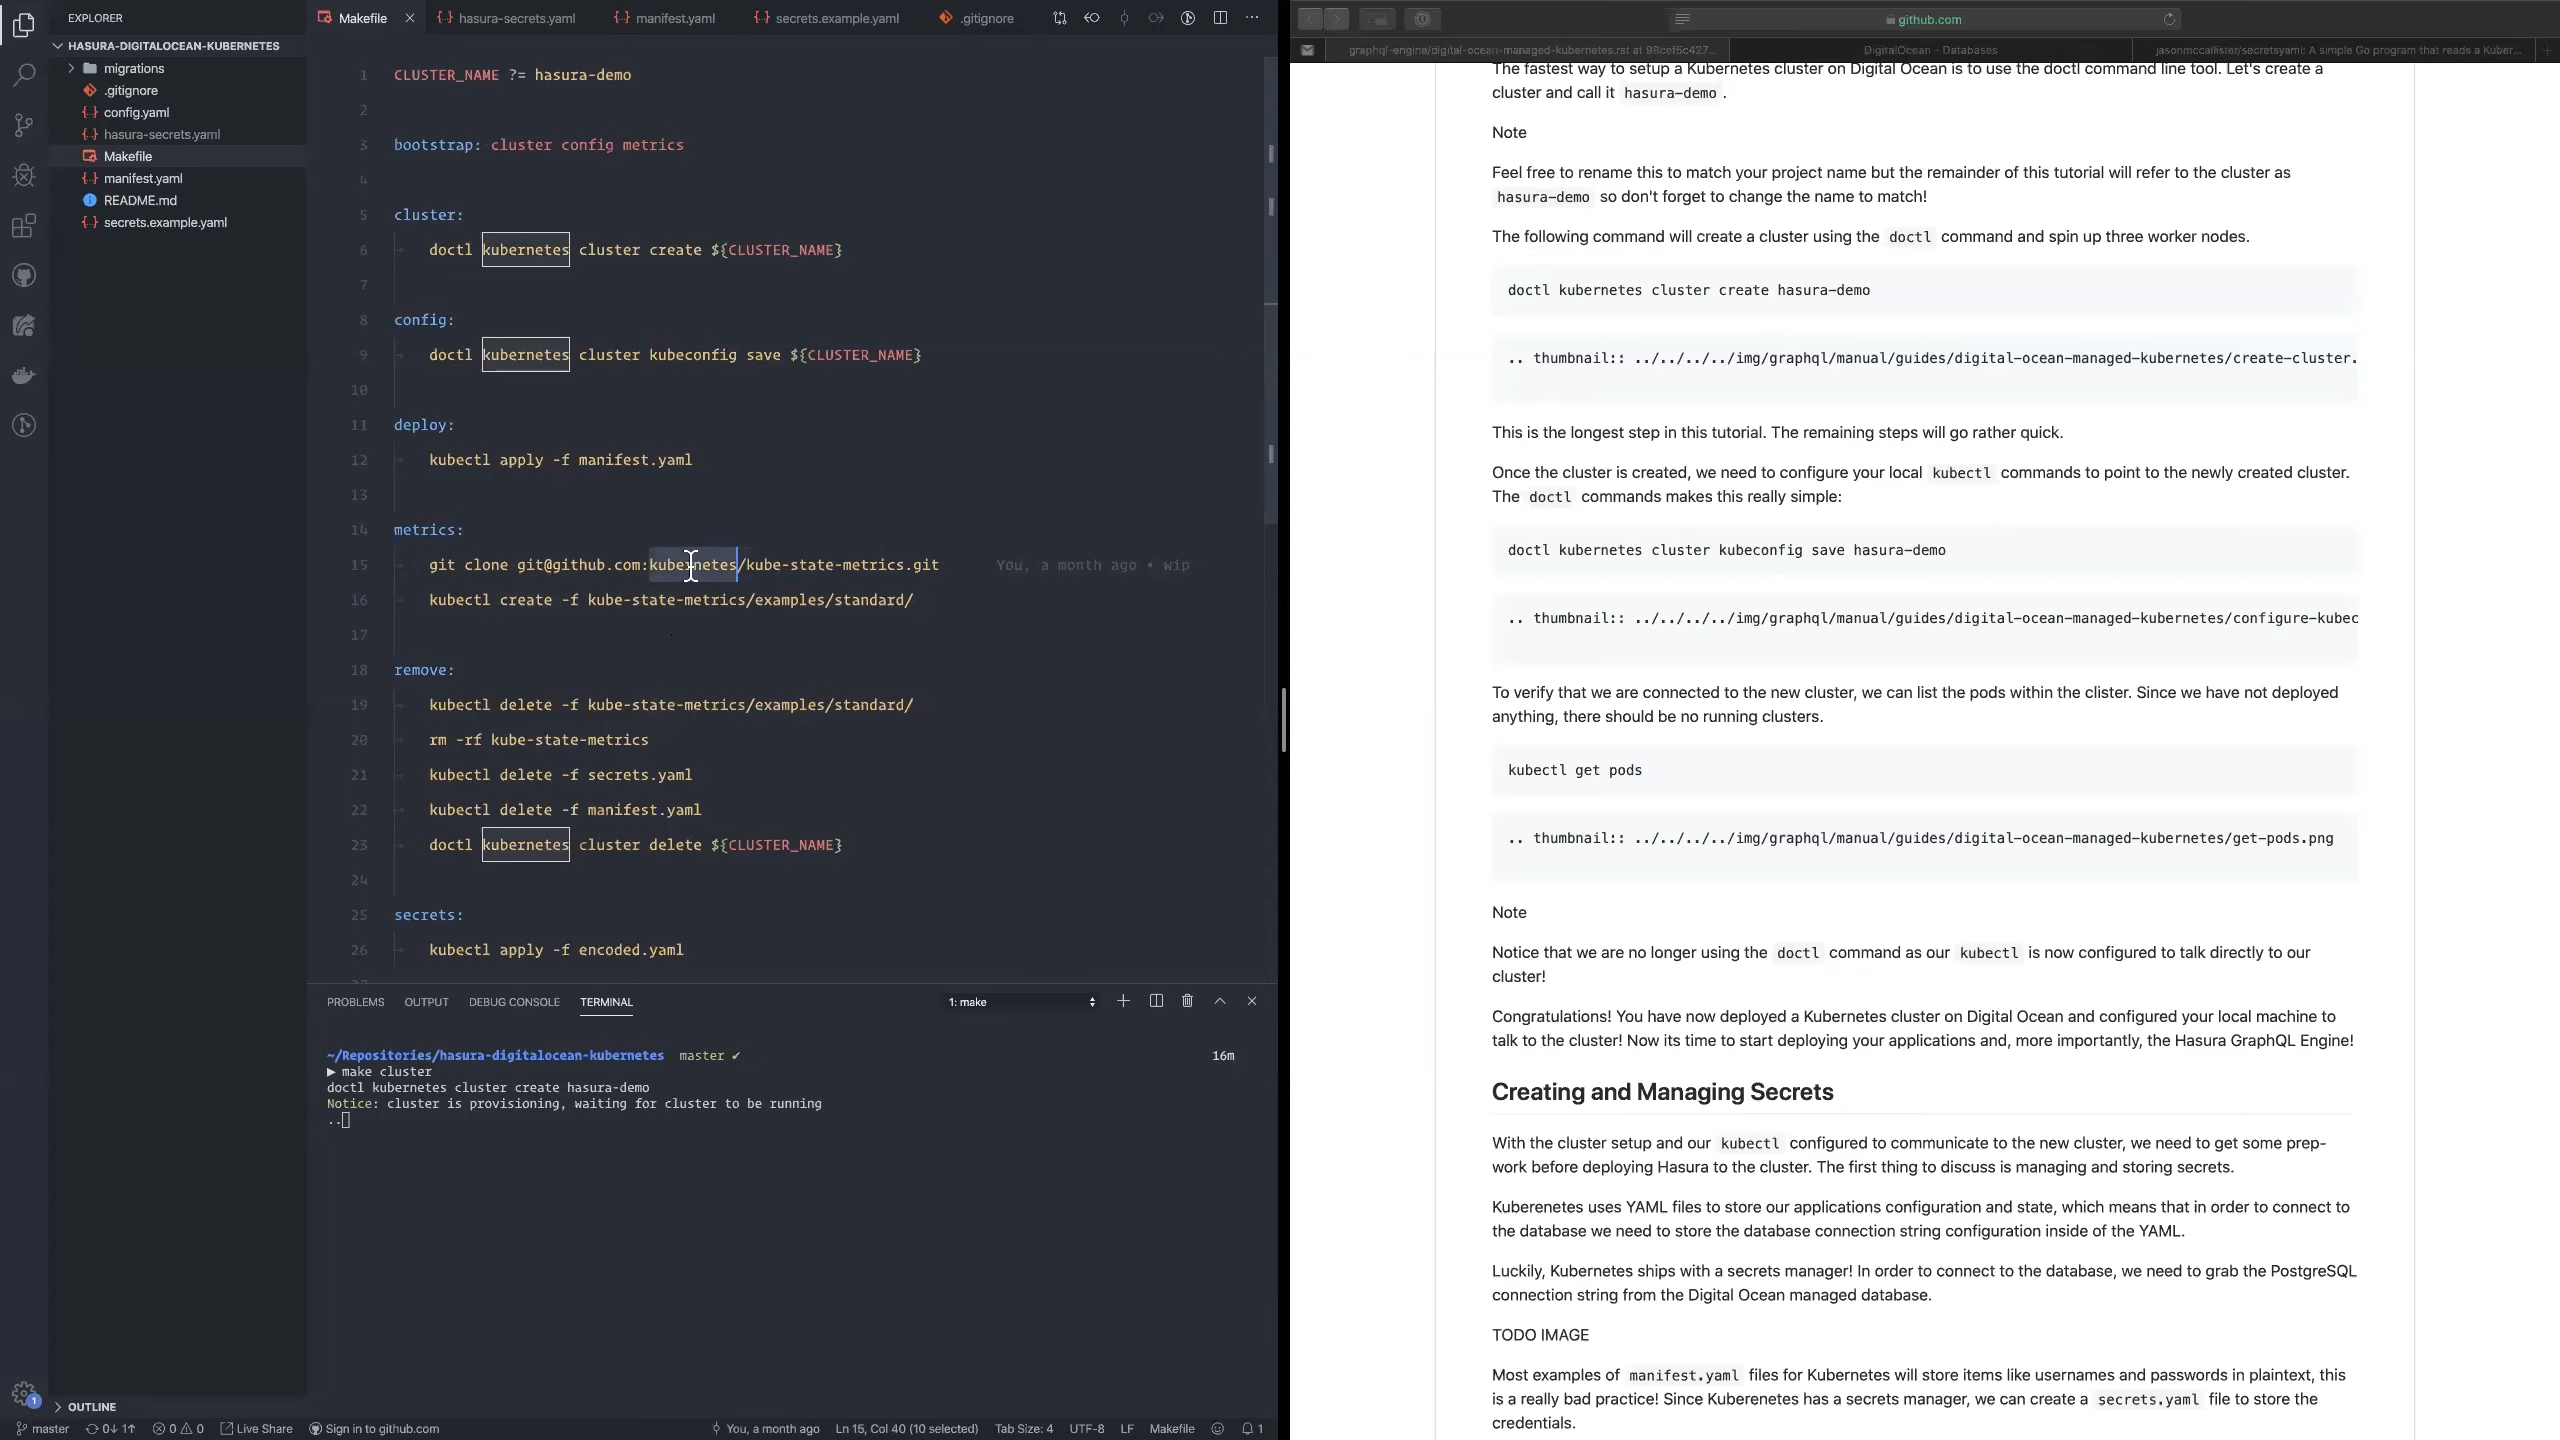 EXPLORER
HASURA-DIGITALOCEAN-KUBERNETES
migrations
.gitignore
config.yaml
hasura-secrets.yaml
Makefile
manifest.yaml
README.md
secrets.example.yaml
OUTLINE
Makefile
hasura-secrets.yaml
manifest.yaml
secrets.example.yaml
.gitignore
1 CLUSTER_NAME ?= hasura-demo
2
3 bootstrap: cluster config metrics
4
5 cluster:
6 doctl kubernetes cluster create ${CLUSTER_NAME}
7
8 config:
9 doctl kubernetes cluster kubeconfig save ${CLUSTER_NAME}
10
11 deploy:
12 kubectl apply -f manifest.yaml
13
14 metrics:
15 git clone git@github.com:kubernetes/kube-state-metrics.git You, a month ago • wip
16 kubectl create -f kube-state-metrics/examples/standard/
17
18 remove:
19 kubectl delete -f kube-state-metrics/examples/standard/
20 rm -rf kube-state-metrics
21 kubectl delete -f secrets.yaml
22 kubectl delete -f manifest.yaml
23 doctl kubernetes cluster delete ${CLUSTER_NAME}
24
25 secrets:
26 kubectl apply -f encoded.yaml
PROBLEMS OUTPUT DEBUG CONSOLE TERMINAL 1: make
~/Repositories/hasura-digitalocean-kubernetes master ✔ 16m
▶ make cluster
doctl kubernetes cluster create hasura-demo
Notice: cluster is provisioning, waiting for cluster to be running
..
1
master 0↓ 1↑ 0 0 Live Share Sign in to github.com You, a month ago Ln 15, Col 40 (10 selected) Tab Size: 4 UTF-8 LF Makefile 1
github.com
graphql-engine/digital-ocean-managed-kubernetes.rst at 98cef5c427...
DigitalOcean - Databases
jasonmccallister/secretsyaml: A simple Go program that reads a Kuber...
The fastest way to setup a Kubernetes cluster on Digital Ocean is to use the doctl command line tool. Let's create a
cluster and call it hasura-demo .
Note
Feel free to rename this to match your project name but the remainder of this tutorial will refer to the cluster as
hasura-demo so don't forget to change the name to match!
The following command will create a cluster using the doctl command and spin up three worker nodes.
doctl kubernetes cluster create hasura-demo
.. thumbnail:: ../../../../img/graphql/manual/guides/digital-ocean-managed-kubernetes/create-cluster.
This is the longest step in this tutorial. The remaining steps will go rather quick.
Once the cluster is created, we need to configure your local kubectl commands to point to the newly created cluster.
The doctl commands makes this really simple:
doctl kubernetes cluster kubeconfig save hasura-demo
.. thumbnail:: ../../../../img/graphql/manual/guides/digital-ocean-managed-kubernetes/configure-kubec
To verify that we are connected to the new cluster, we can list the pods within the clister. Since we have not deployed
anything, there should be no running clusters.
kubectl get pods
.. thumbnail:: ../../../../img/graphql/manual/guides/digital-ocean-managed-kubernetes/get-pods.png
Note
Notice that we are no longer using the doctl command as our kubectl is now configured to talk directly to our
cluster!
Congratulations! You have now deployed a Kubernetes cluster on Digital Ocean and configured your local machine to
talk to the cluster! Now its time to start deploying your applications and, more importantly, the Hasura GraphQL Engine!
Creating and Managing Secrets
With the cluster setup and our kubectl configured to communicate to the new cluster, we need to get some prep-
work before deploying Hasura to the cluster. The first thing to discuss is managing and storing secrets.
Kuberenetes uses YAML files to store our applications configuration and state, which means that in order to connect to
the database we need to store the database connection string configuration inside of the YAML.
Luckily, Kubernetes ships with a secrets manager! In order to connect to the database, we need to grab the PostgreSQL
connection string from the Digital Ocean managed database.
TODO IMAGE
Most examples of manifest.yaml files for Kubernetes will store items like usernames and passwords in plaintext, this
is a really bad practice! Since Kuberenetes has a secrets manager, we can create a secrets.yaml file to store the
credentials.